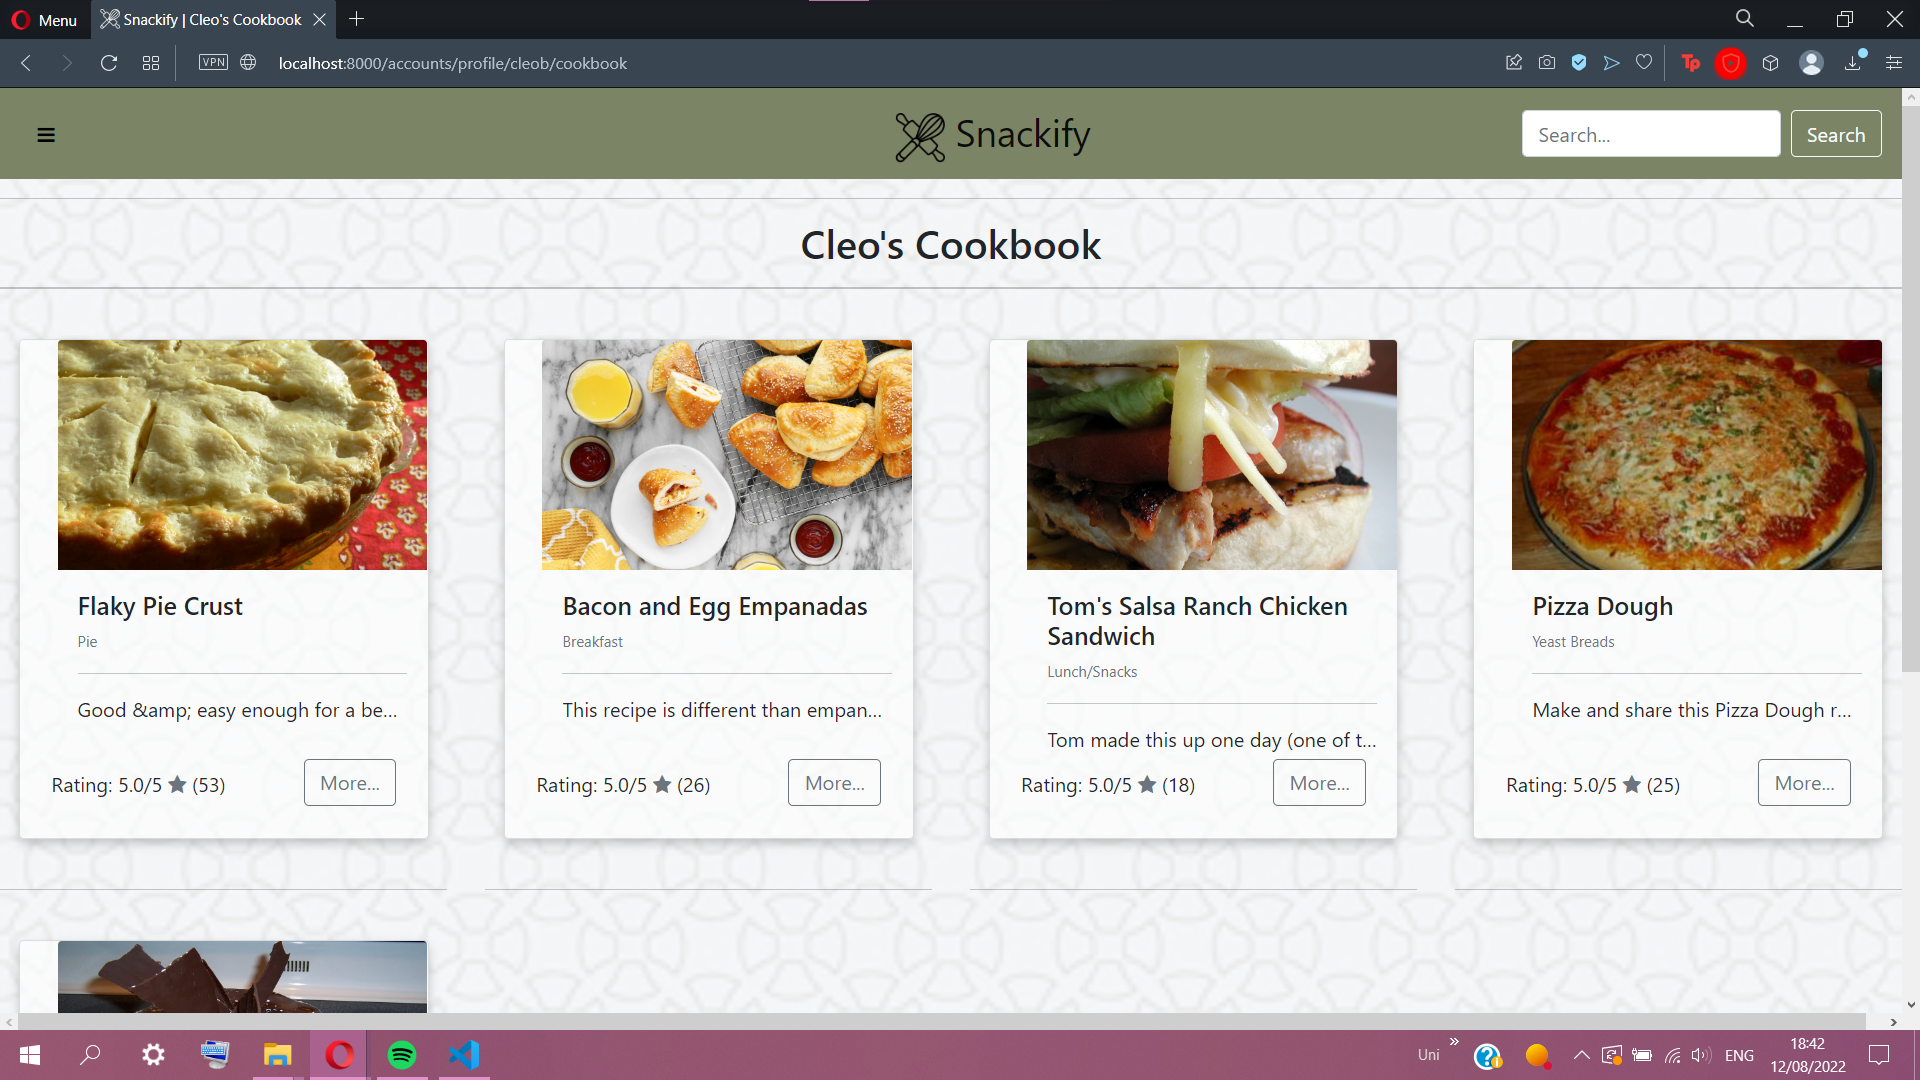 Menu
Snackify | Cleo's Cookbook
VPN
localhost:8000/accounts/profile/cleob/cookbook
Tp
Snackify
Search...
Search
Cleo's Cookbook
Flaky Pie Crust
Pie
Good &amp; easy enough for a be...
Rating: 5.0/5 (53)
More...
Bacon and Egg Empanadas
Breakfast
This recipe is different than empan...
Rating: 5.0/5 (26)
More...
Tom's Salsa Ranch Chicken
Sandwich
Lunch/Snacks
Tom made this up one day (one of t...
Rating: 5.0/5 (18)
More...
Pizza Dough
Yeast Breads
Make and share this Pizza Dough r...
Rating: 5.0/5 (25)
More...
Uni
ENG
18:42
12/08/2022